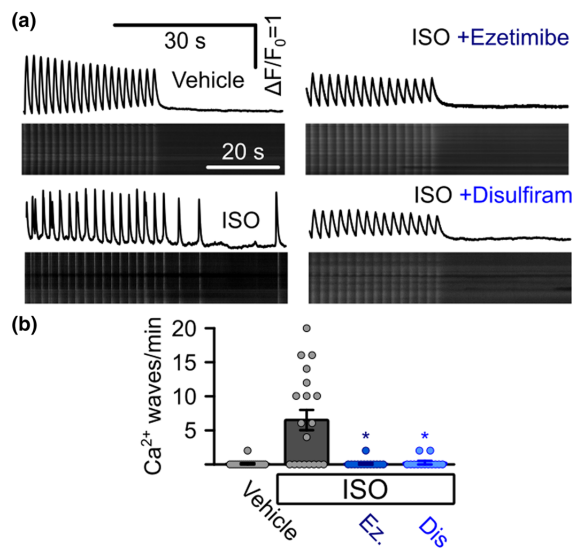 (a)
30 s
ΔF/F0=1
Vehicle
ISO +Ezetimibe
20 s
ISO
ISO +Disulfiram
(b)
Ca2+ waves/min
20
15
10
5
*
*
Vehicle
ISO
Ez.
Dis